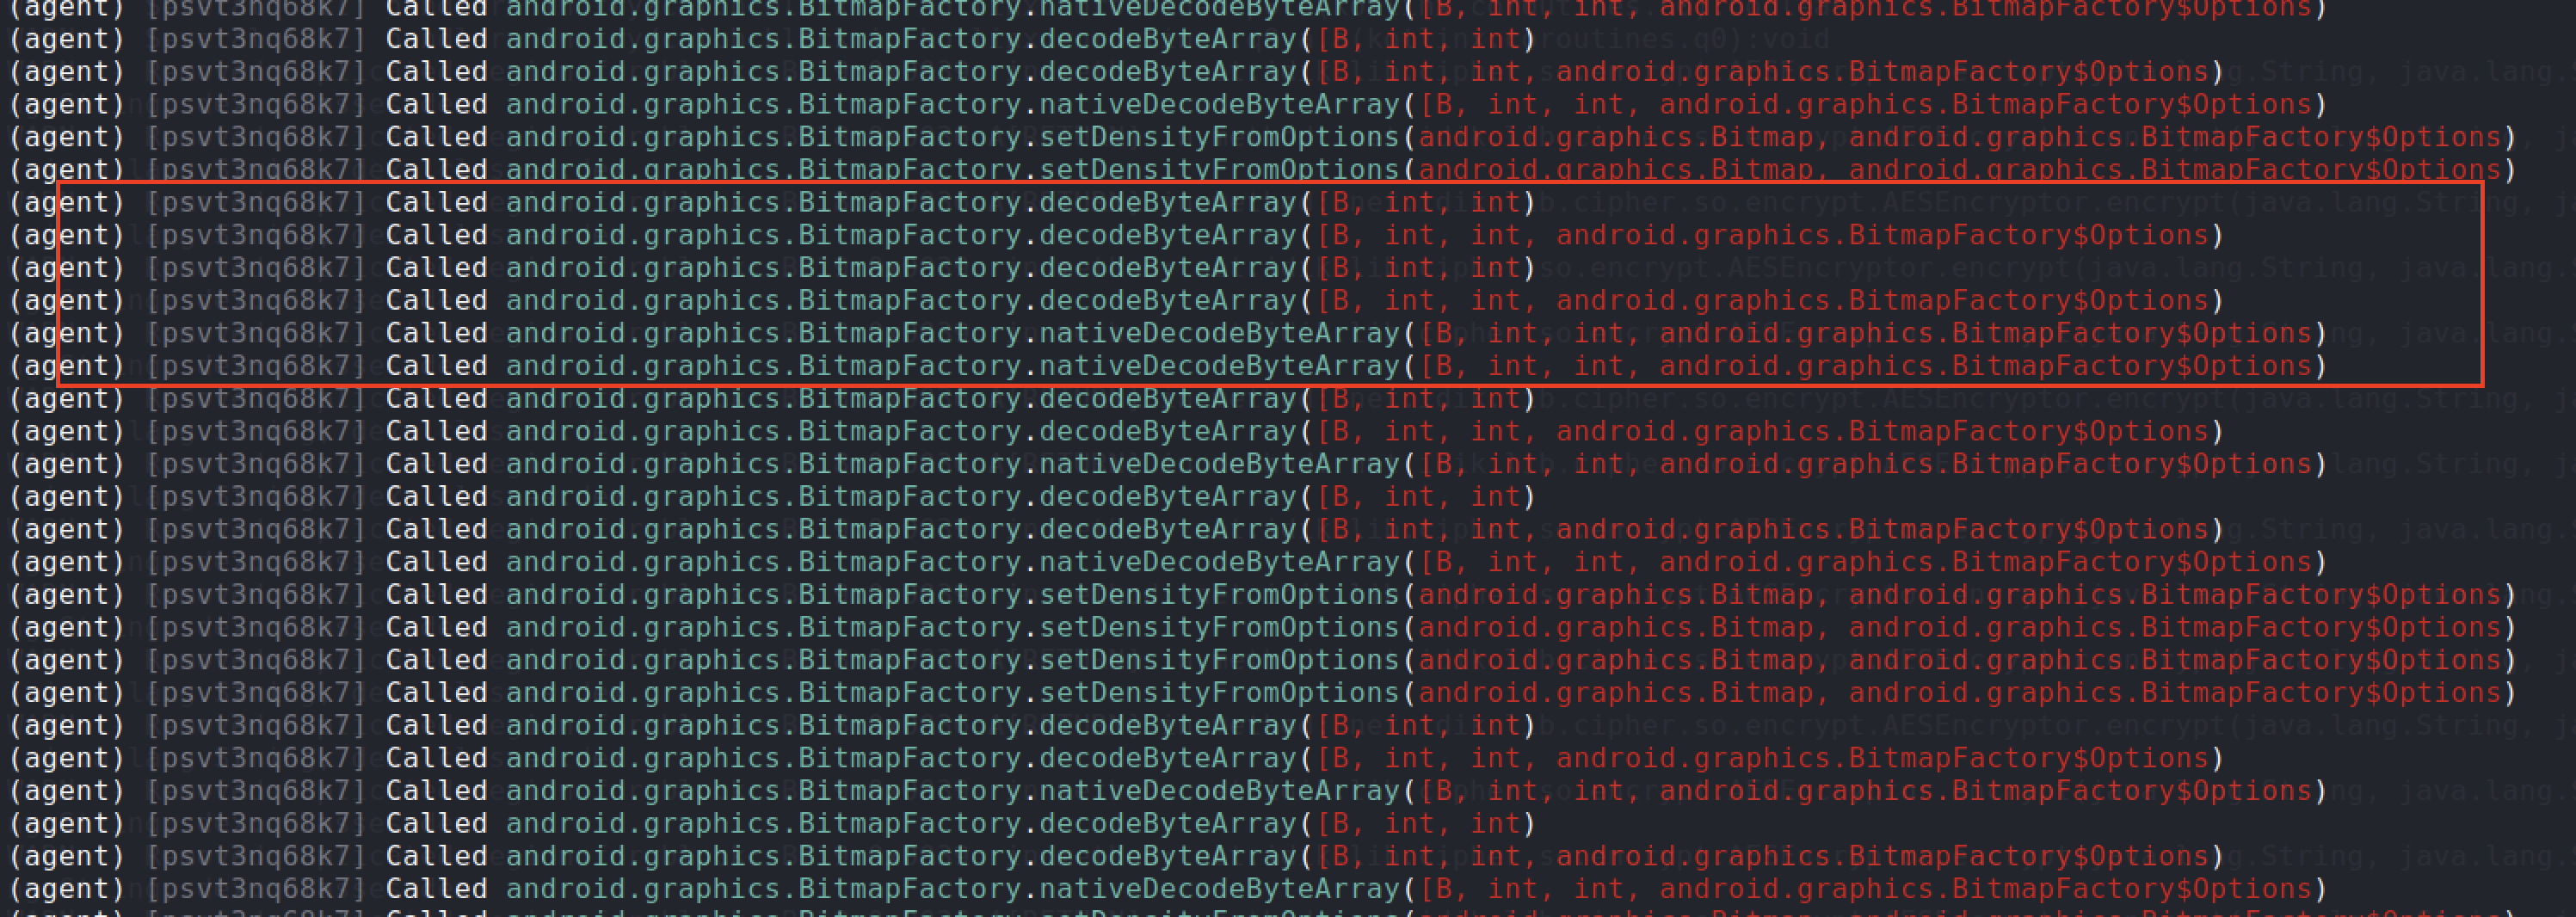 (agent) [psvt3nq68k7] Called android.graphics.BitmapFactory.nativeDecodeByteArray([B, int, int, android.graphics.BitmapFactory$Options)
(agent) [psvt3nq68k7] Called android.graphics.BitmapFactory.decodeByteArray([B, int, int)
(agent) [psvt3nq68k7] Called android.graphics.BitmapFactory.decodeByteArray([B, int, int, android.graphics.BitmapFactory$Options)
(agent) [psvt3nq68k7] Called android.graphics.BitmapFactory.nativeDecodeByteArray([B, int, int, android.graphics.BitmapFactory$Options)
(agent) [psvt3nq68k7] Called android.graphics.BitmapFactory.setDensityFromOptions(android.graphics.Bitmap, android.graphics.BitmapFactory$Options)
(agent) [psvt3nq68k7] Called android.graphics.BitmapFactory.setDensityFromOptions(android.graphics.Bitmap, android.graphics.BitmapFactory$Options)
(agent) [psvt3nq68k7] Called android.graphics.BitmapFactory.decodeByteArray([B, int, int)
(agent) [psvt3nq68k7] Called android.graphics.BitmapFactory.decodeByteArray([B, int, int, android.graphics.BitmapFactory$Options)
(agent) [psvt3nq68k7] Called android.graphics.BitmapFactory.decodeByteArray([B, int, int)
(agent) [psvt3nq68k7] Called android.graphics.BitmapFactory.decodeByteArray([B, int, int, android.graphics.BitmapFactory$Options)
(agent) [psvt3nq68k7] Called android.graphics.BitmapFactory.nativeDecodeByteArray([B, int, int, android.graphics.BitmapFactory$Options)
(agent) [psvt3nq68k7] Called android.graphics.BitmapFactory.nativeDecodeByteArray([B, int, int, android.graphics.BitmapFactory$Options)
(agent) [psvt3nq68k7] Called android.graphics.BitmapFactory.decodeByteArray([B, int, int)
(agent) [psvt3nq68k7] Called android.graphics.BitmapFactory.decodeByteArray([B, int, int, android.graphics.BitmapFactory$Options)
(agent) [psvt3nq68k7] Called android.graphics.BitmapFactory.nativeDecodeByteArray([B, int, int, android.graphics.BitmapFactory$Options)
(agent) [psvt3nq68k7] Called android.graphics.BitmapFactory.decodeByteArray([B, int, int)
(agent) [psvt3nq68k7] Called android.graphics.BitmapFactory.decodeByteArray([B, int, int, android.graphics.BitmapFactory$Options)
(agent) [psvt3nq68k7] Called android.graphics.BitmapFactory.nativeDecodeByteArray([B, int, int, android.graphics.BitmapFactory$Options)
(agent) [psvt3nq68k7] Called android.graphics.BitmapFactory.setDensityFromOptions(android.graphics.Bitmap, android.graphics.BitmapFactory$Options)
(agent) [psvt3nq68k7] Called android.graphics.BitmapFactory.setDensityFromOptions(android.graphics.Bitmap, android.graphics.BitmapFactory$Options)
(agent) [psvt3nq68k7] Called android.graphics.BitmapFactory.setDensityFromOptions(android.graphics.Bitmap, android.graphics.BitmapFactory$Options)
(agent) [psvt3nq68k7] Called android.graphics.BitmapFactory.setDensityFromOptions(android.graphics.Bitmap, android.graphics.BitmapFactory$Options)
(agent) [psvt3nq68k7] Called android.graphics.BitmapFactory.decodeByteArray([B, int, int)
(agent) [psvt3nq68k7] Called android.graphics.BitmapFactory.decodeByteArray([B, int, int, android.graphics.BitmapFactory$Options)
(agent) [psvt3nq68k7] Called android.graphics.BitmapFactory.nativeDecodeByteArray([B, int, int, android.graphics.BitmapFactory$Options)
(agent) [psvt3nq68k7] Called android.graphics.BitmapFactory.decodeByteArray([B, int, int)
(agent) [psvt3nq68k7] Called android.graphics.BitmapFactory.decodeByteArray([B, int, int, android.graphics.BitmapFactory$Options)
(agent) [psvt3nq68k7] Called android.graphics.BitmapFactory.nativeDecodeByteArray([B, int, int, android.graphics.BitmapFactory$Options)